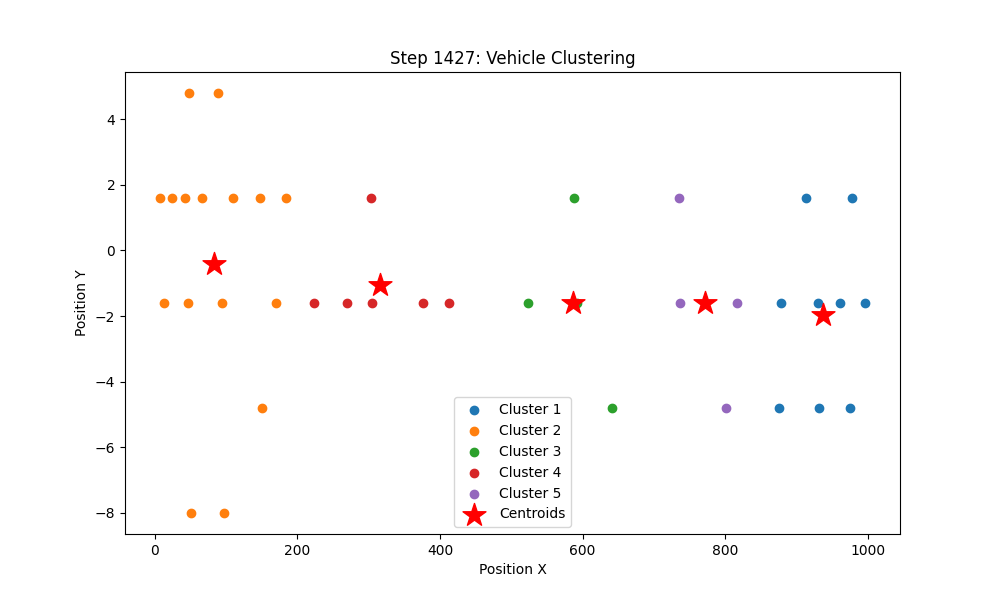 Step 1427: Vehicle Clustering
Position Y
4
2
0
−2
−4
−6
−8
Cluster 1
Cluster 2
Cluster 3
Cluster 4
Cluster 5
Centroids
0 200 400 600 800 1000
Position X